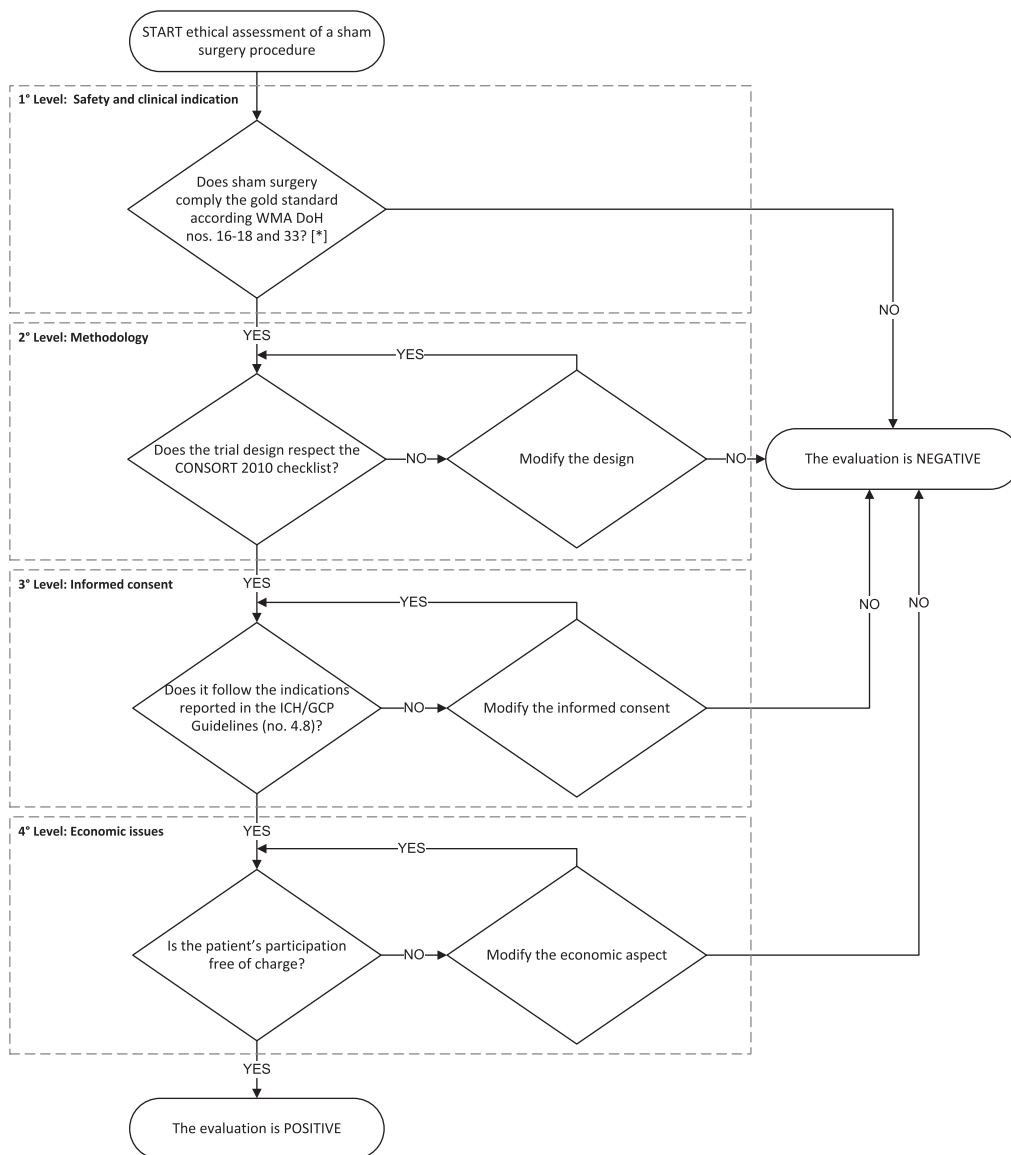 START ethical assessment of a sham
surgery procedure
1° Level:  Safety and clinical indication
Does sham surgery
comply the gold standard
according WMA DoH
nos. 16-18 and 33? [*]
NO
YES
2° Level: Methodology
YES
Does the trial design respect the
CONSORT 2010 checklist?
NO
Modify the design
NO
The evaluation is NEGATIVE
YES
3° Level: Informed consent
YES
NO
NO
Does it follow the indications
reported in the ICH/GCP
Guidelines (no. 4.8)?
NO
Modify the informed consent
YES
4° Level: Economic issues
YES
Is the patient’s participation
free of charge?
NO
Modify the economic aspect
YES
The evaluation is POSITIVE